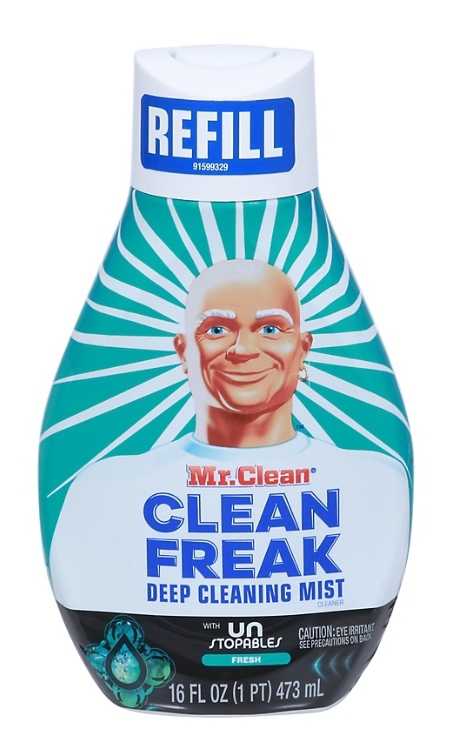 REFILL
91599329
™
Mr.Clean®
CLEAN
FREAK
DEEP CLEANING MIST
CLEANER
WITH UN
STOPABLES
FRESH
CAUTION: EYE IRRITANT.
SEE PRECAUTIONS ON BACK
16 FL OZ (1 PT) 473 mL